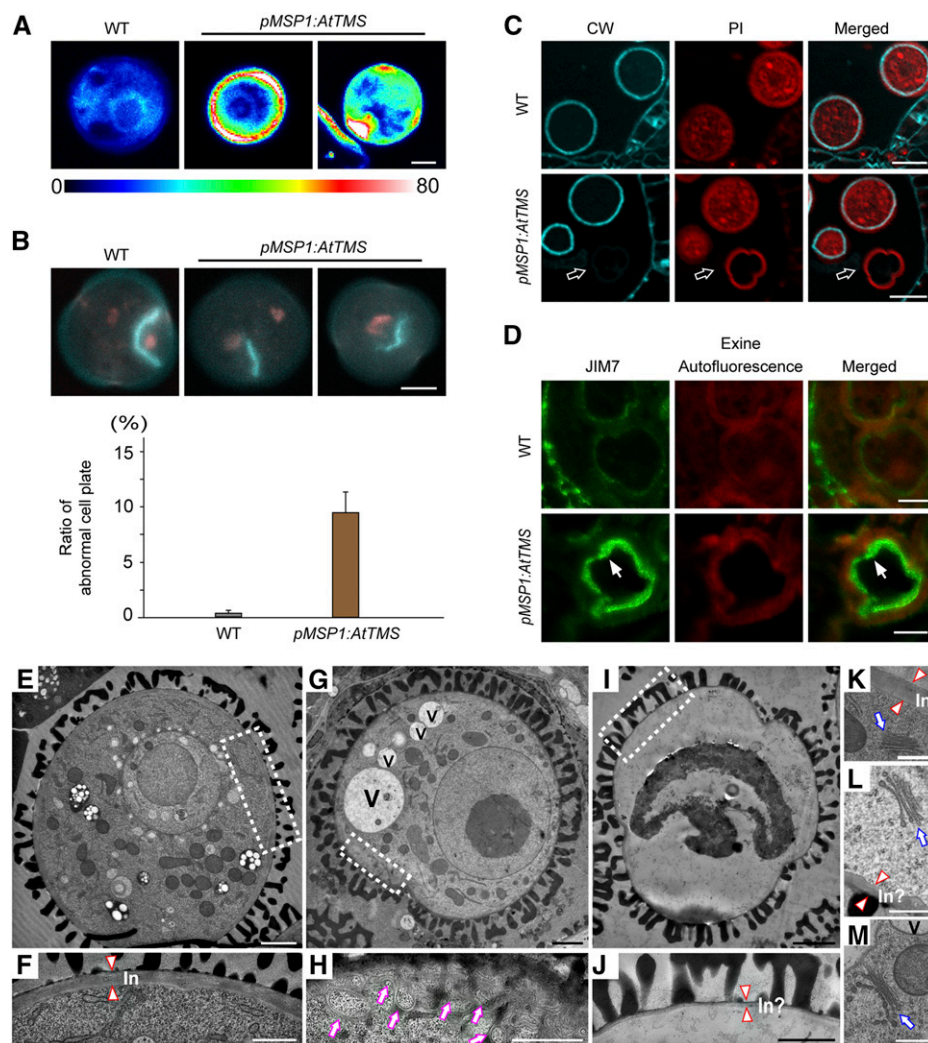 A
WT
pMSP1:AtTMS
0
80
B
WT
pMSP1:AtTMS
(%)
15
10
5
0
Ratio of
abnormal cell plate
WT
pMSP1:AtTMS
C
CW
PI
Merged
WT
pMSP1:AtTMS
D
JIM7
Exine
Autofluorescence
Merged
WT
pMSP1:AtTMS
E
G
V
V
V
V
I
K
In
L
In?
F
In
H
J
In?
M
V